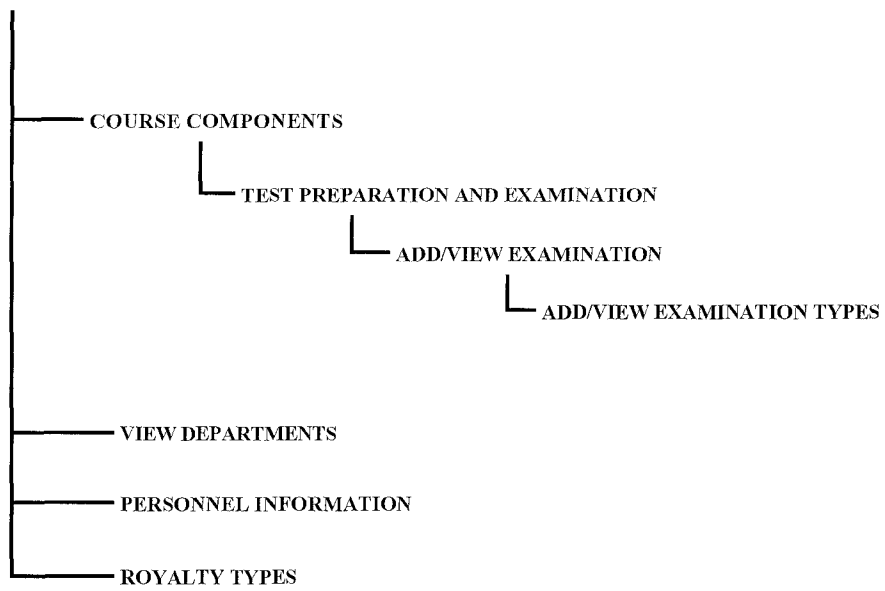 COURSE COMPONENTS
TEST PREPARATION AND EXAMINATION
ADD/VIEW EXAMINATION
ADD/VIEW EXAMINATION TYPES
VIEW DEPARTMENTS
PERSONNEL INFORMATION
ROYALTY TYPES